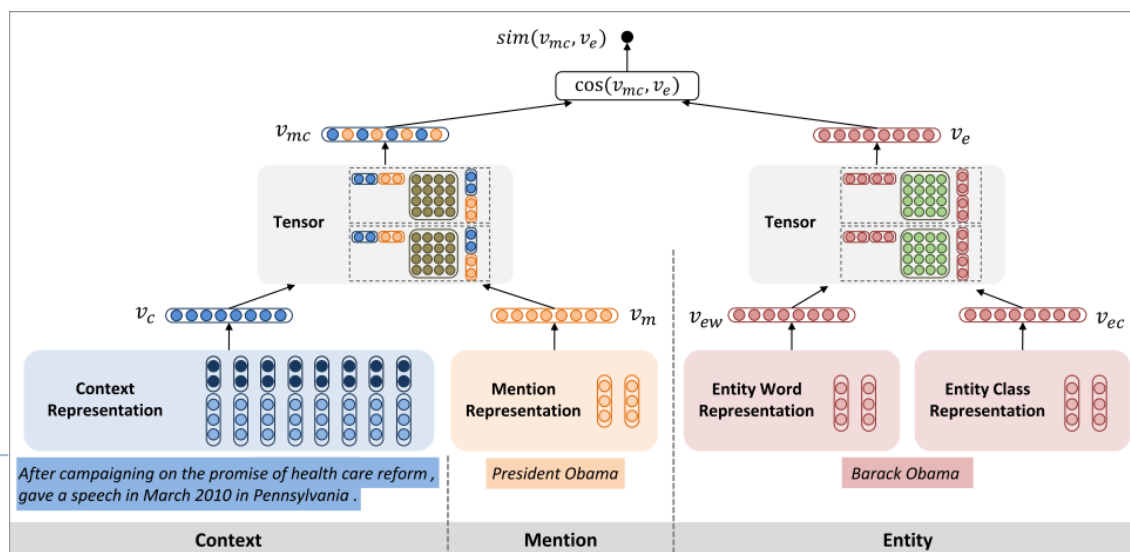 sim(v_mc, v_e)
cos(v_mc, v_e)
v_mc
v_e
Tensor
Tensor
v_c
v_m
v_ew
v_ec
Context
Representation
Mention
Representation
Entity Word
Representation
Entity Class
Representation
After campaigning on the promise of health care reform ,
gave a speech in March 2010 in Pennsylvania .
President Obama
Barack Obama
Context
Mention
Entity